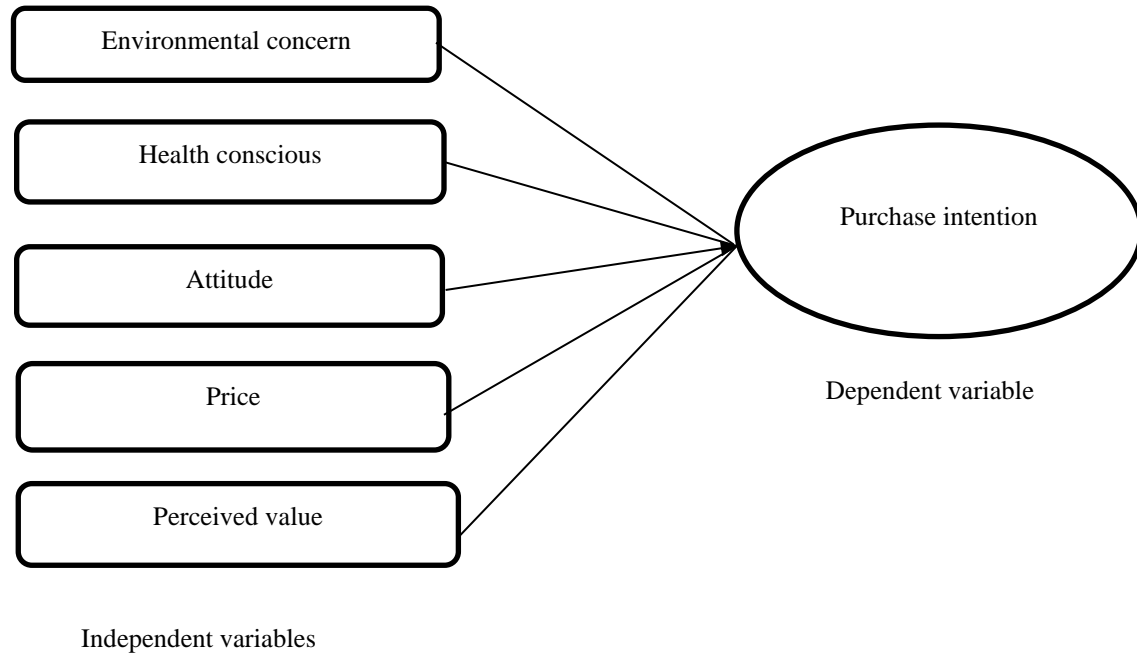 Environmental concern
Health conscious
Attitude
Price
Perceived value
Independent variables
Purchase intention
Dependent variable